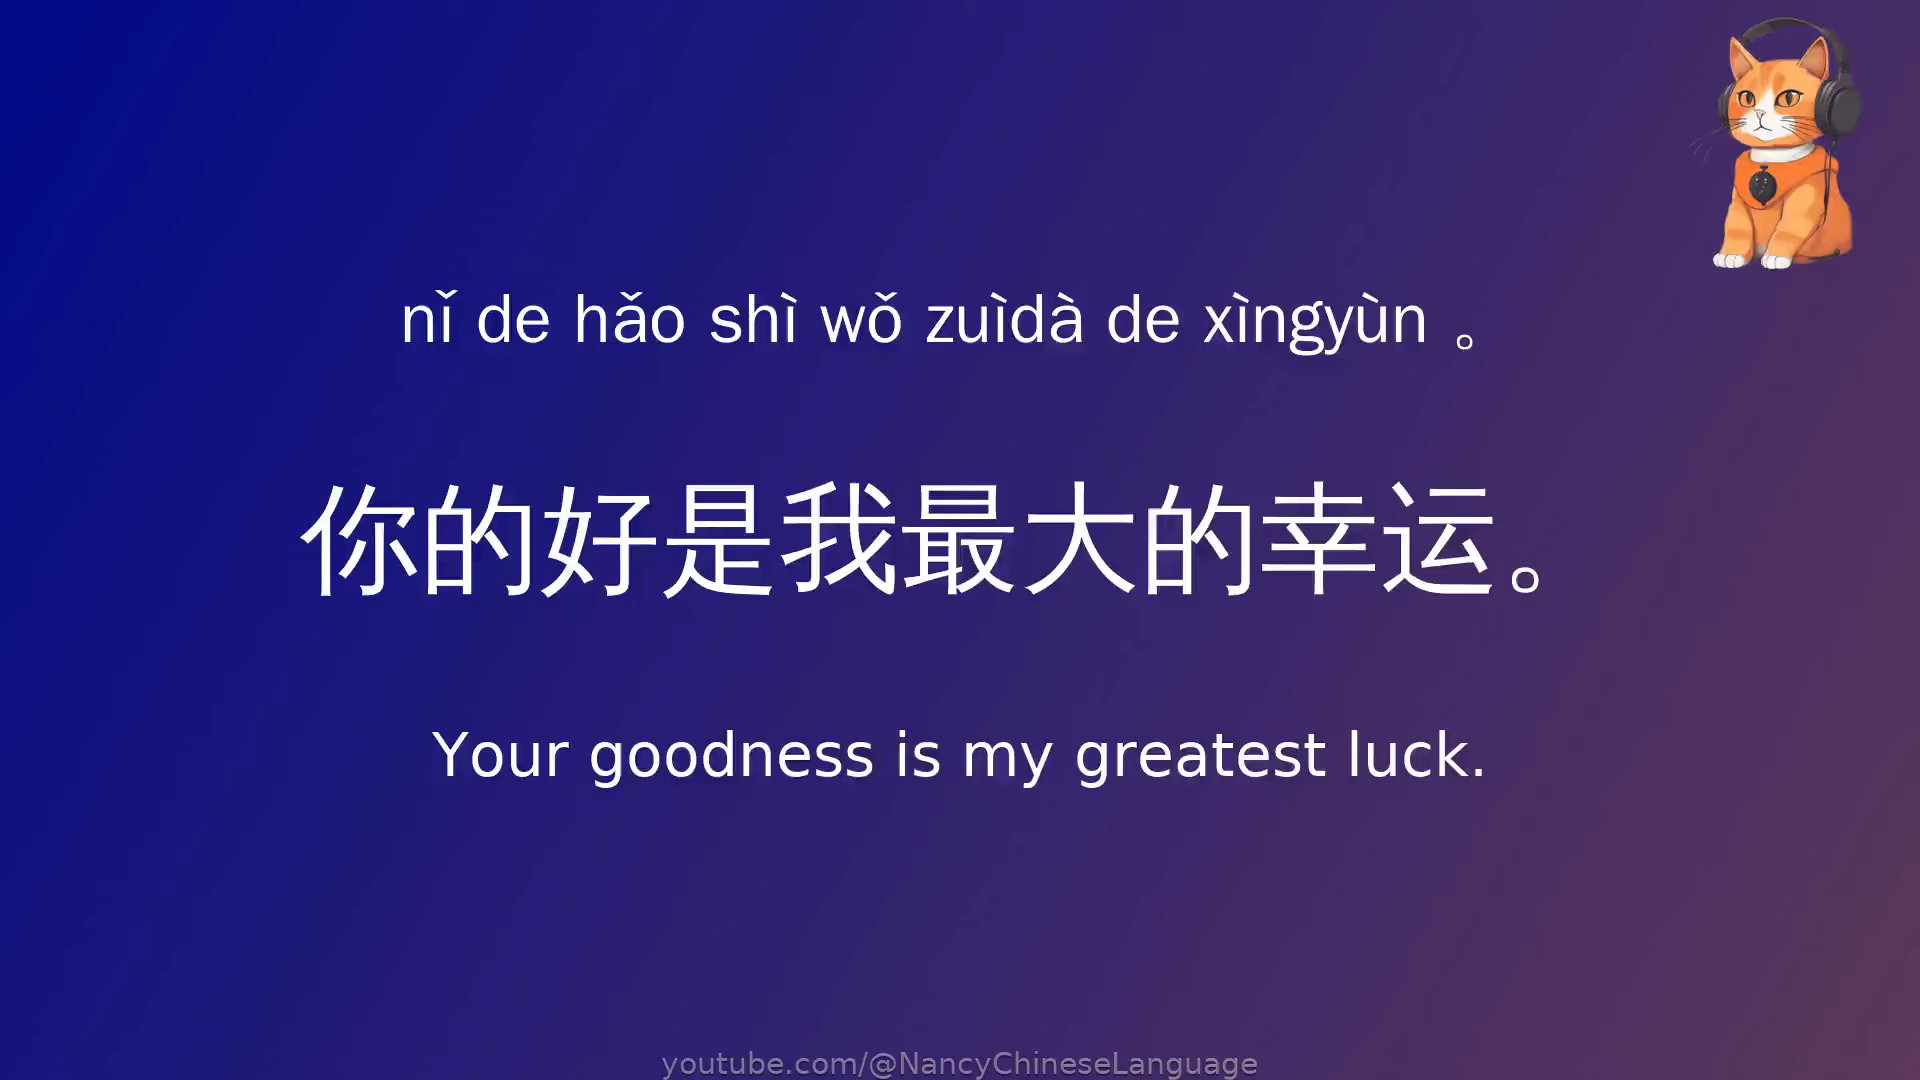 nǐ de hǎo shì wǒ zuìdà de xìngyùn 。
你的好是我最大的幸运。
Your goodness is my greatest luck.
youtube.com/@NancyChineseLanguage